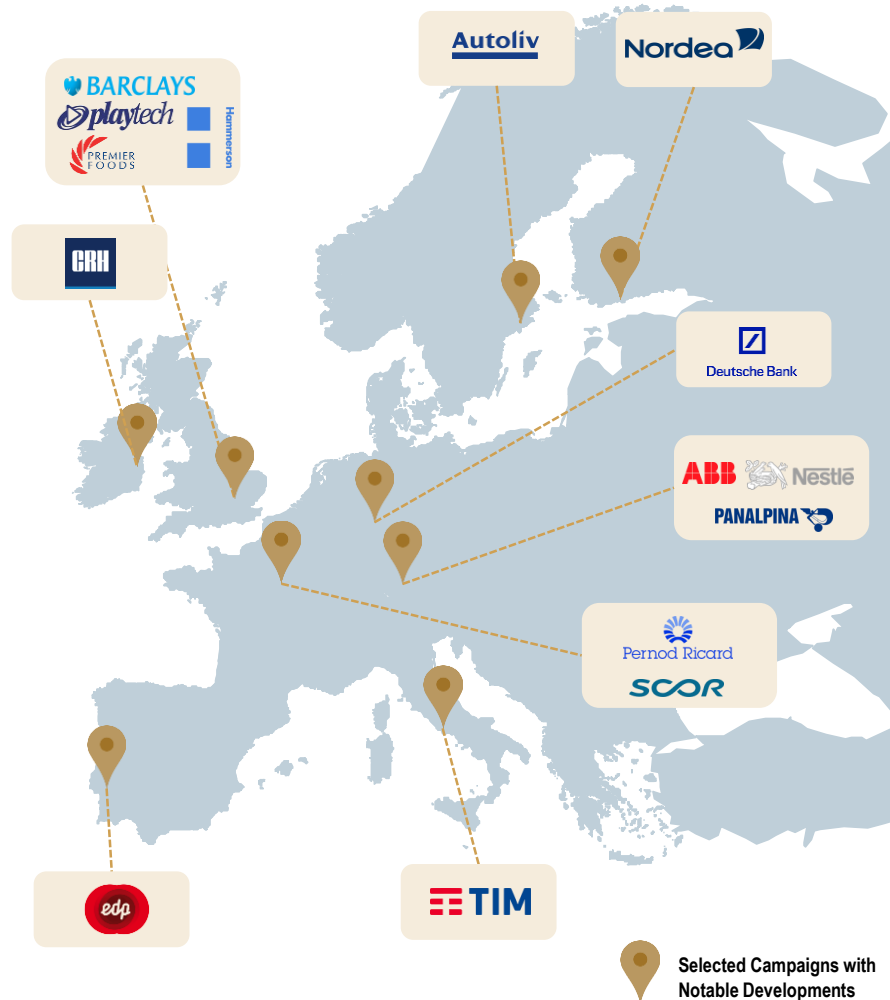 Autoliv
Nordea
BARCLAYS
playtech
Hammerson
PREMIER
FOODS
CRH
Deutsche Bank
ABB Nestlé
PANALPINA
Pernod Ricard
SCOR
edp
TIM
Selected Campaigns with
Notable Developments